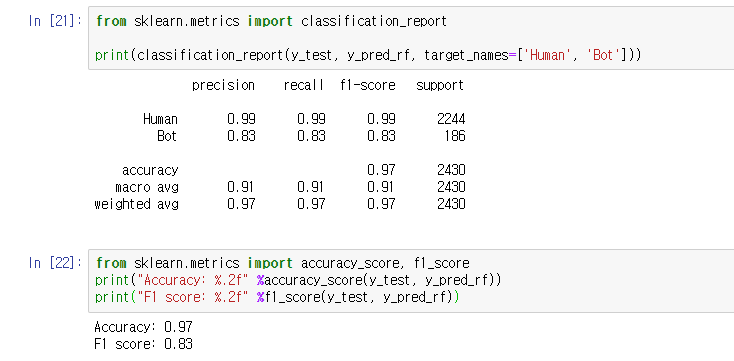 In [21]: from sklearn.metrics import classification_report
print(classification_report(y_test, y_pred_rf, target_names=['Human', 'Bot']))
precision recall f1-score support
Human 0.99 0.99 0.99 2244
Bot 0.83 0.83 0.83 186
accuracy 0.97 2430
macro avg 0.91 0.91 0.91 2430
weighted avg 0.97 0.97 0.97 2430
In [22]: from sklearn.metrics import accuracy_score, f1_score
print("Accuracy: %.2f" %accuracy_score(y_test, y_pred_rf))
print("F1 score: %.2f" %f1_score(y_test, y_pred_rf))
Accuracy: 0.97
F1 score: 0.83